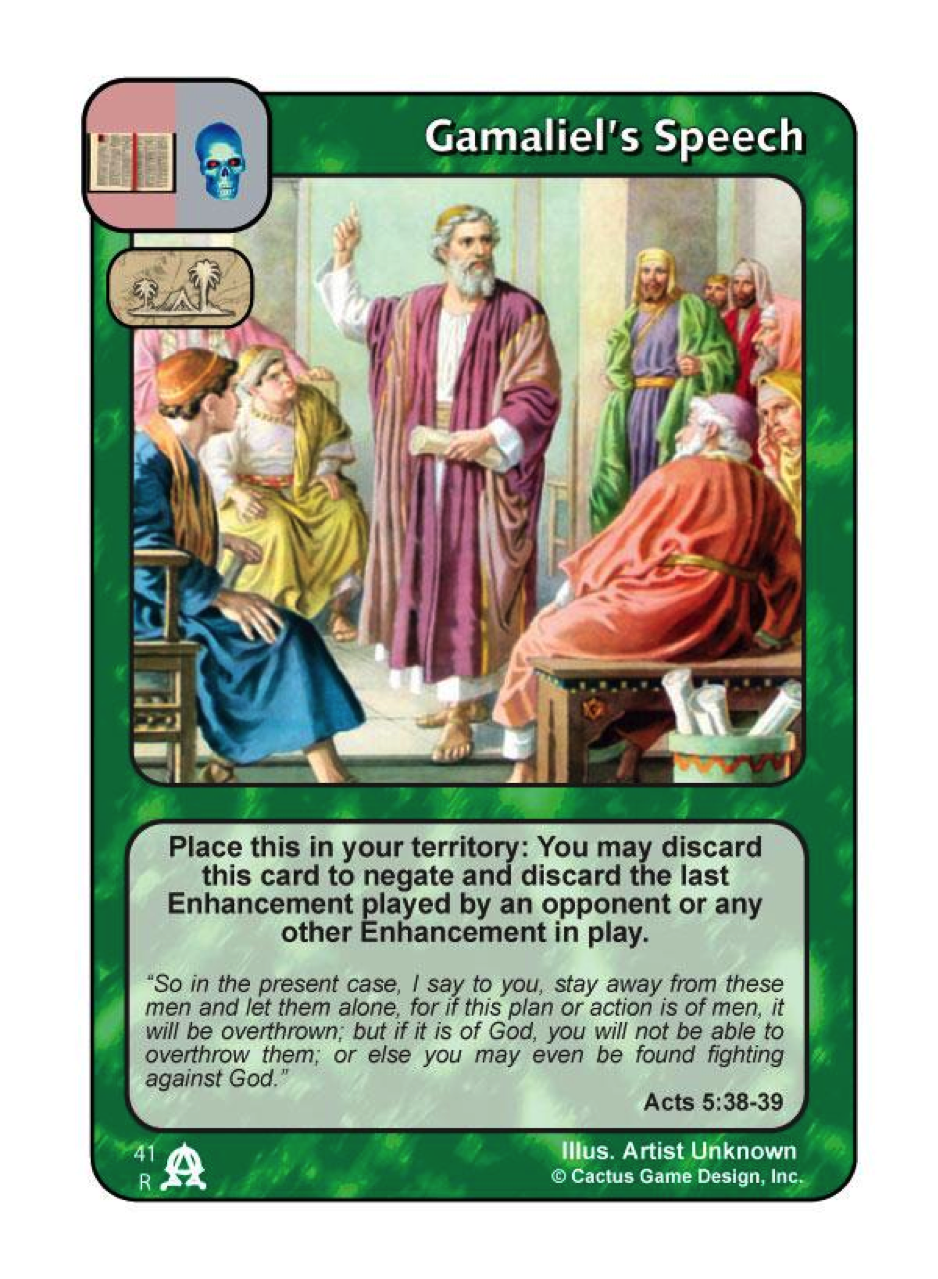 Gamaliel's Speech
Place this in your territory: You may discard
this card to negate and discard the last
Enhancement played by an opponent or any
other Enhancement in play.
“So in the present case, I say to you, stay away from these
men and let them alone, for if this plan or action is of men, it
will be overthrown; but if it is of God, you will not be able to
overthrow them; or else you may even be found fighting
against God.”
Acts 5:38-39
41
R
Illus. Artist Unknown
© Cactus Game Design, Inc.